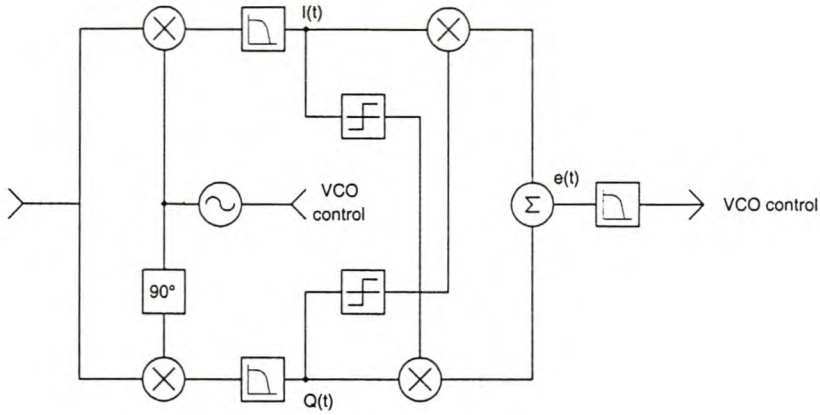 I(t)
VCO
control
e(t)
Σ
VCO control
90°
Q(t)